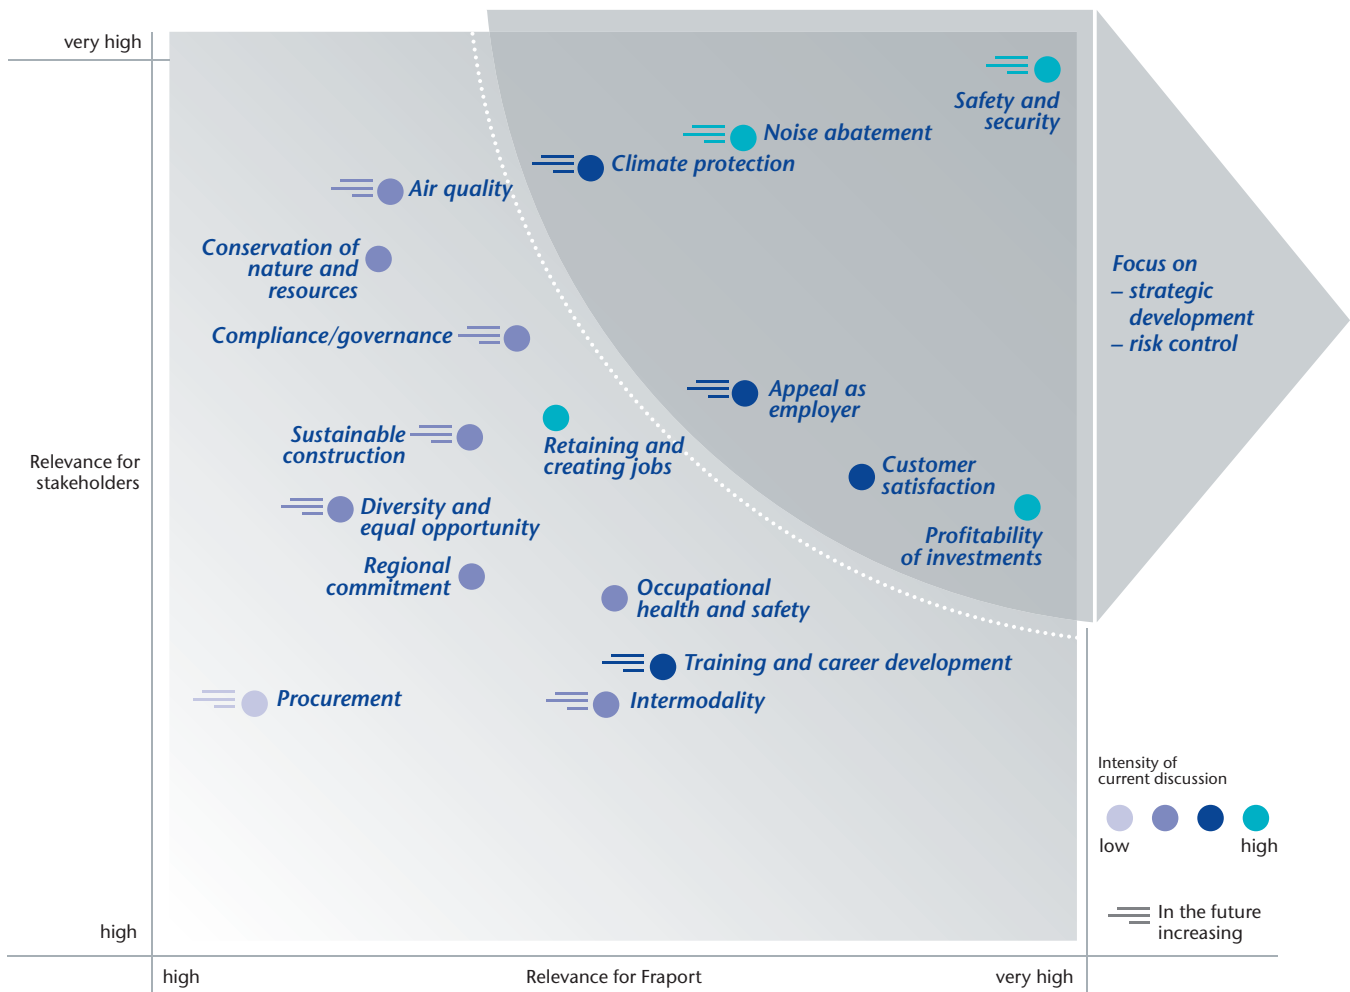 very high
Safety and
security
Noise abatement
Climate protection
Air quality
Conservation of
nature and
resources
Focus on
– strategic
development
– risk control
Compliance/governance
Appeal as
employer
Sustainable
construction
Retaining and
creating jobs
Relevance for
stakeholders
Customer
satisfaction
Diversity and
equal opportunity
Profitability
of investments
Regional
commitment
Occupational
health and safety
Training and career development
Procurement
Intermodality
Intensity of
current discussion
low
high
In the future
increasing
high
high
Relevance for Fraport
very high